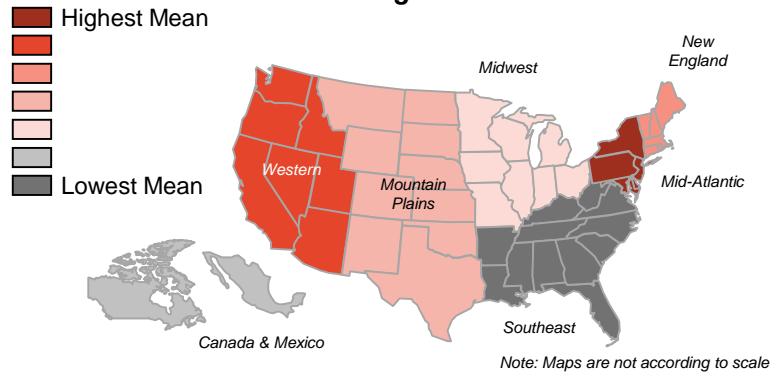 Highest Mean
New
England
Midwest
Western
Mountain
Plains
Lowest Mean
Mid-Atlantic
Southeast
Canada & Mexico
Note: Maps are not according to scale